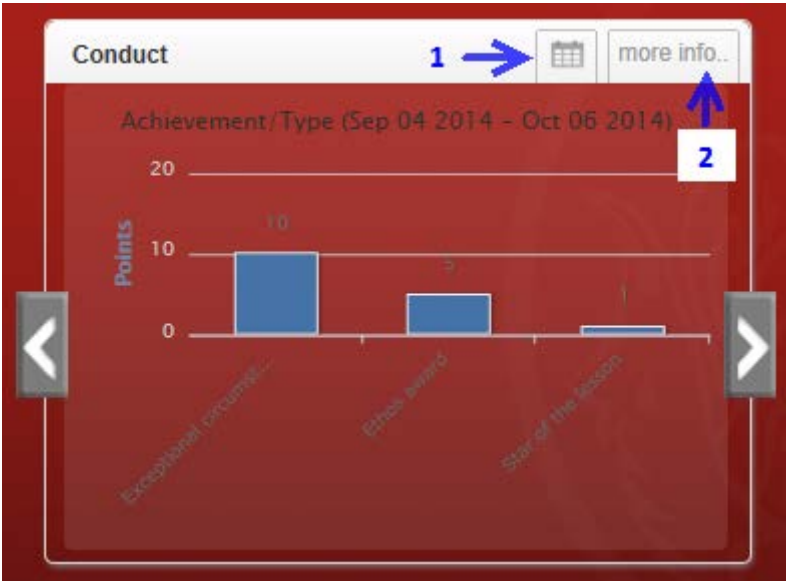 Conduct
1
more info..
Achievement/Type (Sep 04 2014 - Oct 06 2014)
2
20
10
0
Points
10
5
1
Exceptional circumst...
Ethos award
Star of the lesson